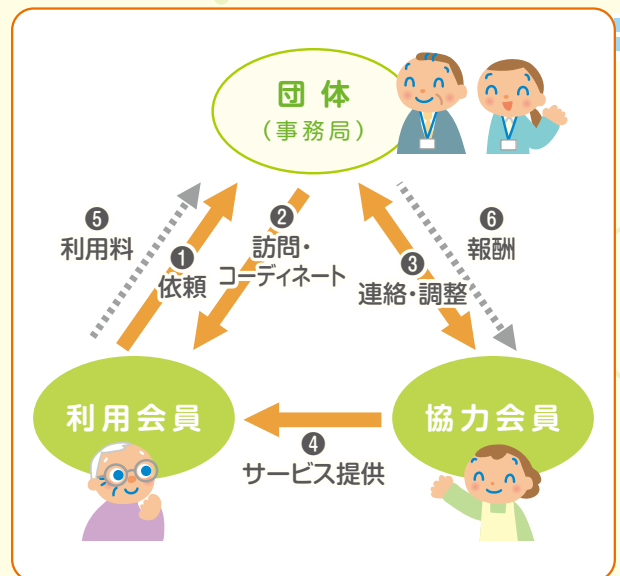 団体
(事務局)
❺
利用料
❶
依頼
❷
訪問・
コーディネート
❸
連絡・調整
❻
報酬
利用会員
協力会員
❹
サービス提供